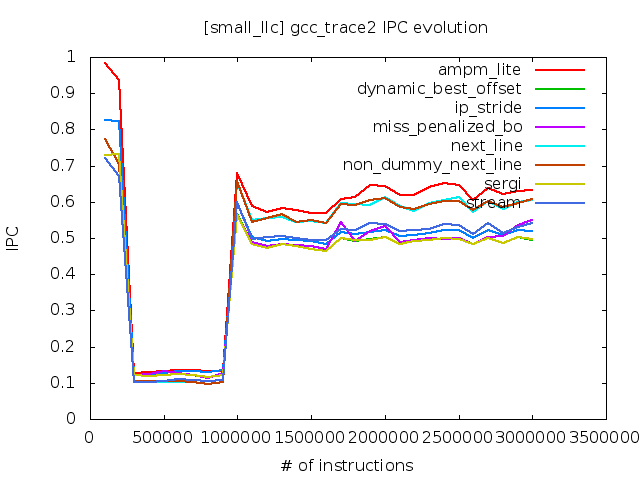 [small_llc] gcc_trace2 IPC evolution
1
0.9
0.8
0.7
0.6
0.5
0.4
0.3
0.2
0.1
0
IPC
ampm_lite
dynamic_best_offset
ip_stride
miss_penalized_bo
next_line
non_dummy_next_line
sergi
stream
0 500000 1000000 1500000 2000000 2500000 3000000 3500000
# of instructions